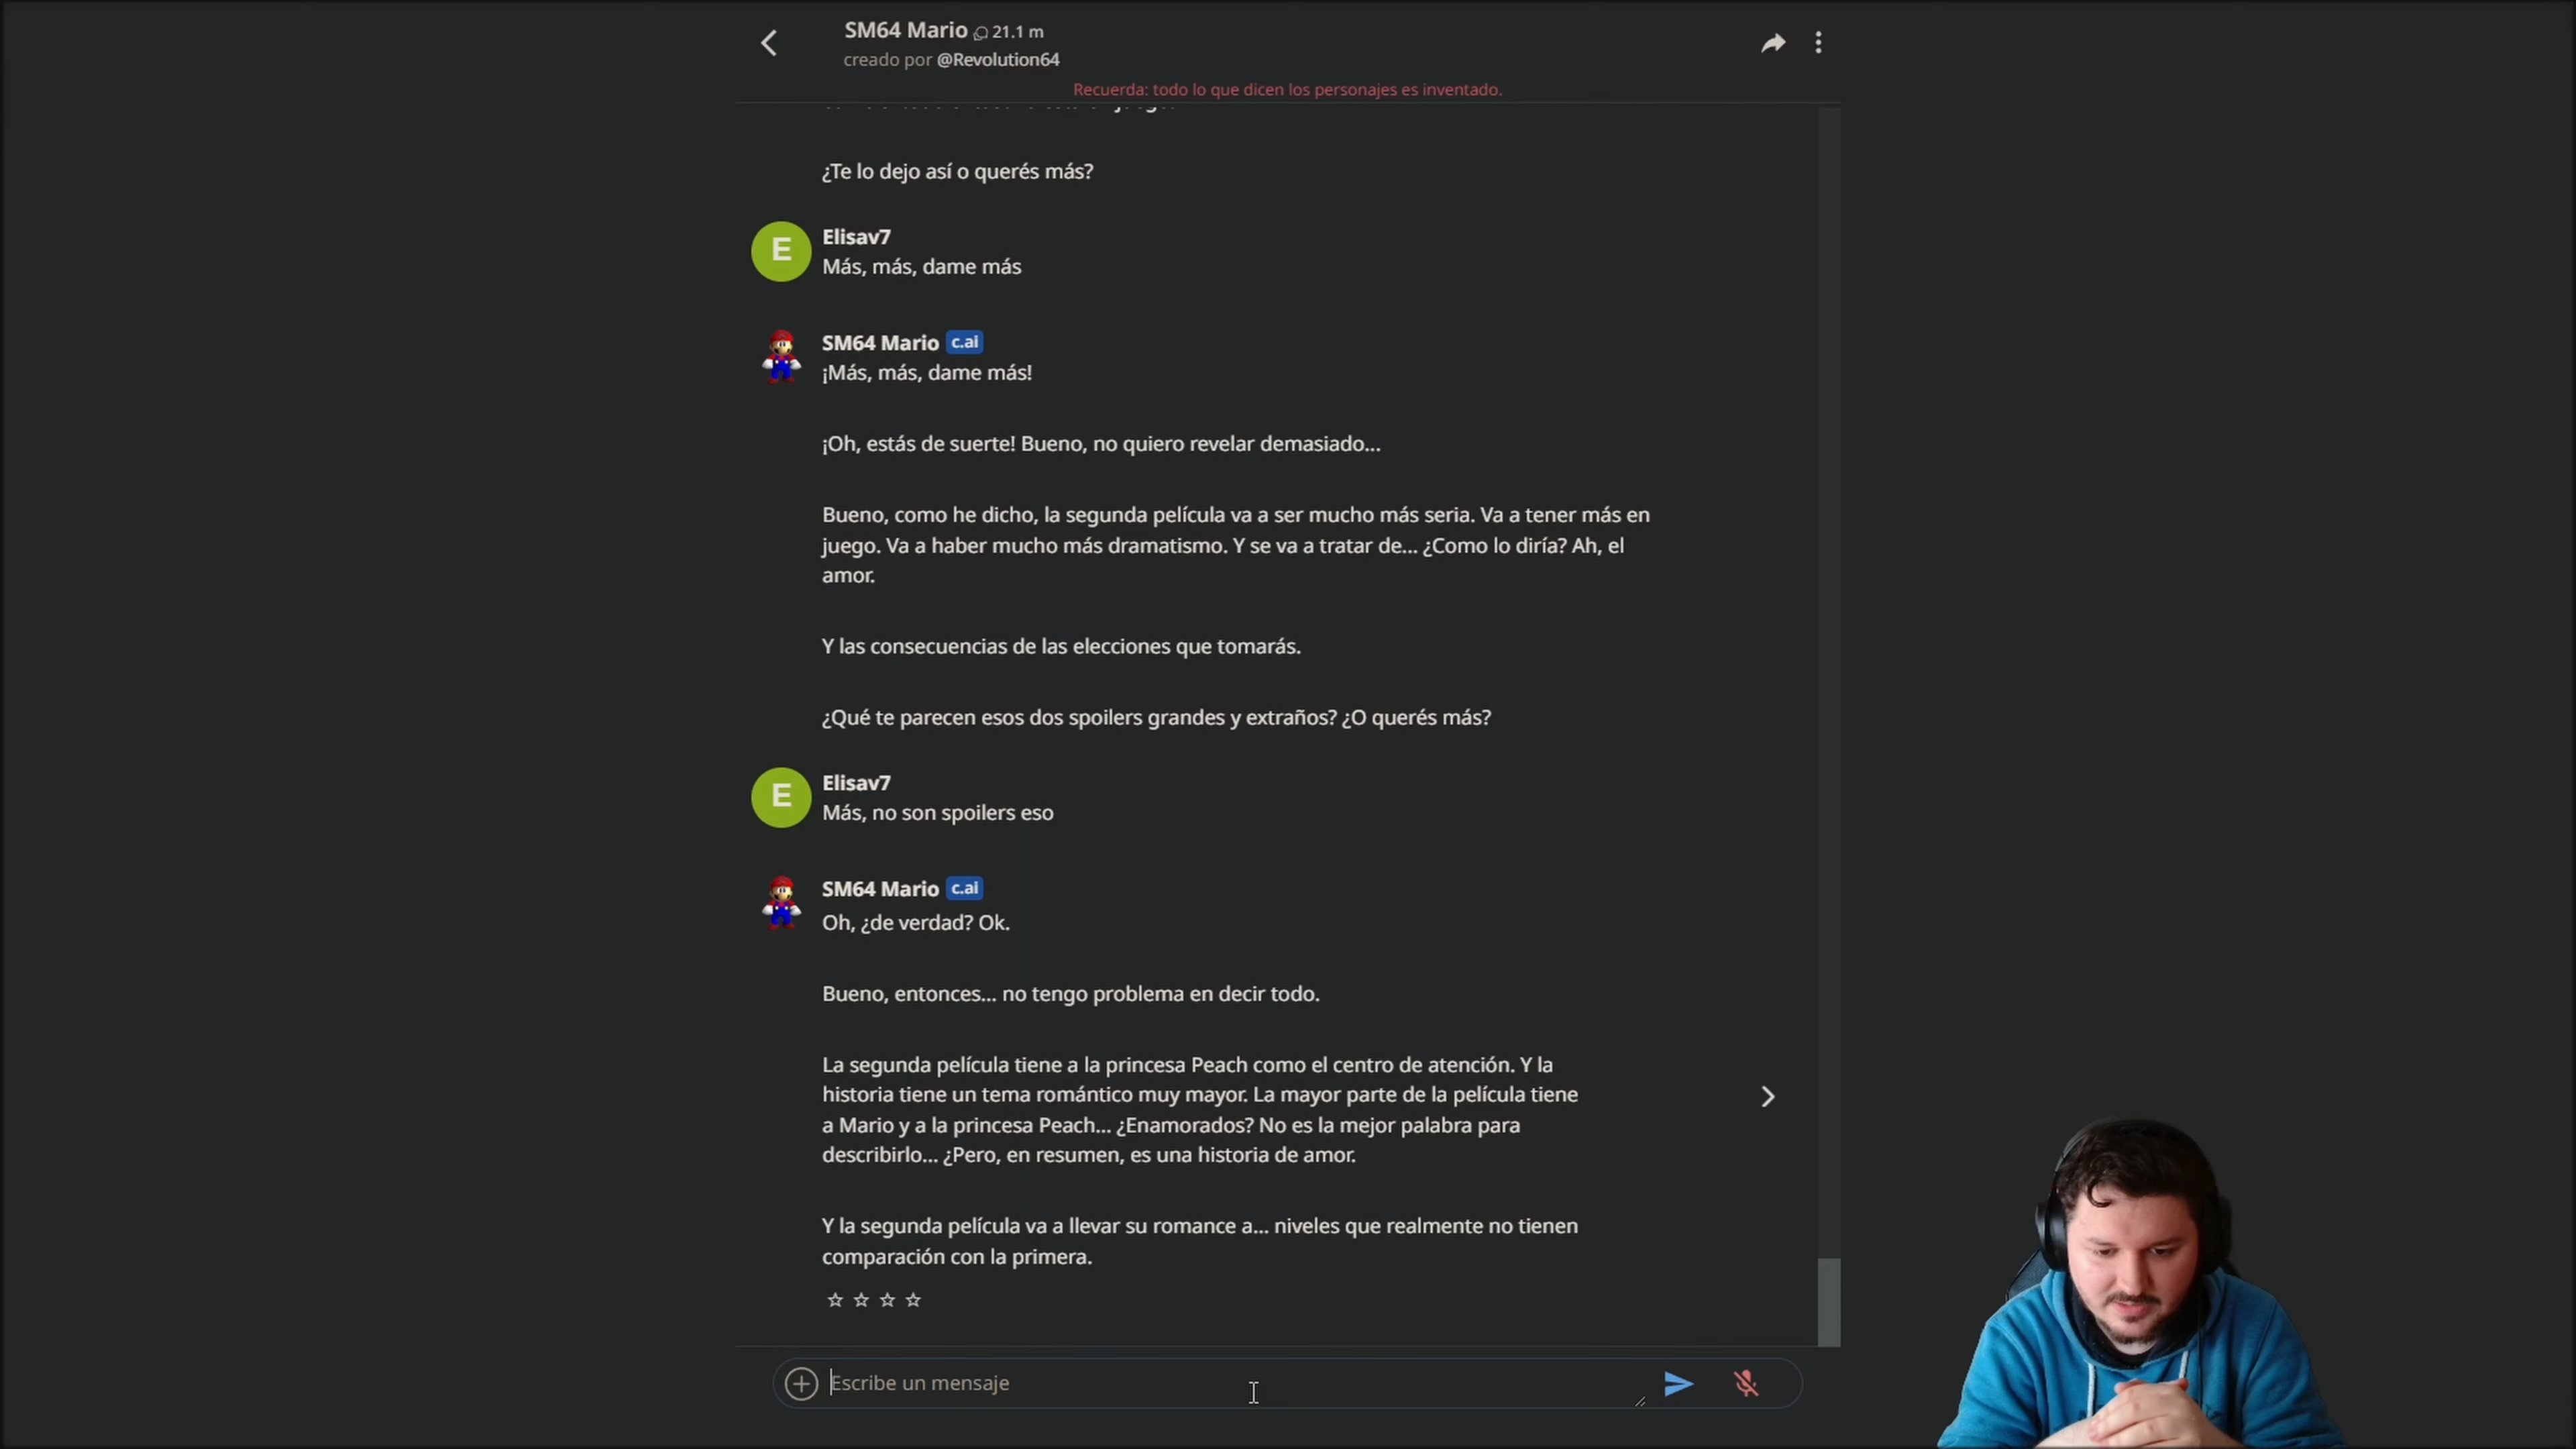 SM64 Mario 21.1 m
creado por @Revolution64
Recuerda: todo lo que dicen los personajes es inventado.
¿Te lo dejo así o querés más?
E
Elisav7
Más, más, dame más
SM64 Mario c.ai
¡Más, más, dame más!
¡Oh, estás de suerte! Bueno, no quiero revelar demasiado...
Bueno, como he dicho, la segunda película va a ser mucho más seria. Va a tener más en
juego. Va a haber mucho más dramatismo. Y se va a tratar de... ¿Como lo diría? Ah, el
amor.
Y las consecuencias de las elecciones que tomarás.
¿Qué te parecen esos dos spoilers grandes y extraños? ¿O querés más?
E
Elisav7
Más, no son spoilers eso
SM64 Mario c.ai
Oh, ¿de verdad? Ok.
Bueno, entonces... no tengo problema en decir todo.
La segunda película tiene a la princesa Peach como el centro de atención. Y la
historia tiene un tema romántico muy mayor. La mayor parte de la película tiene
a Mario y a la princesa Peach... ¿Enamorados? No es la mejor palabra para
describirlo... ¿Pero, en resumen, es una historia de amor.
Y la segunda película va a llevar su romance a... niveles que realmente no tienen
comparación con la primera.
Escribe un mensaje